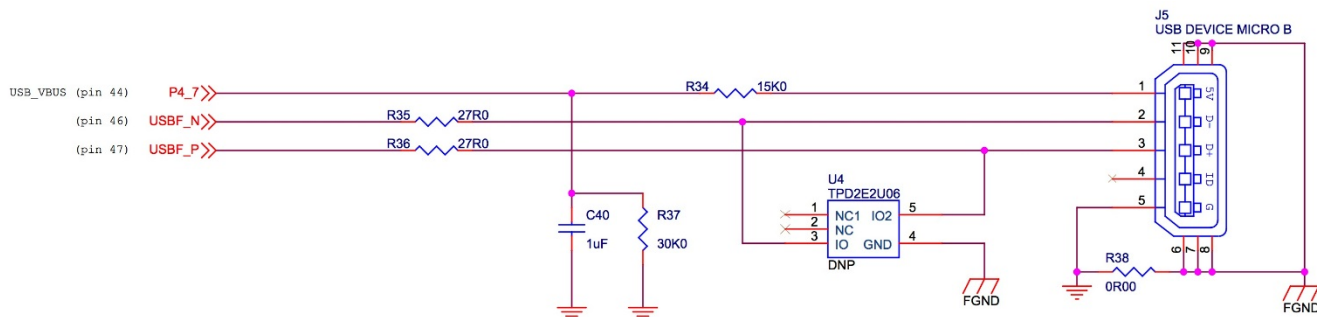 J5
USB DEVICE MICRO B
11
10
9
USB_VBUS (pin 44) P4_7 R34 15K0 1 5V
(pin 46) USBF_N R35 27R0 2 D-
(pin 47) USBF_P R36 27R0 3 D+
4 ID
5 G
U4
TPD2E2U06
1 NC1 IO2 5
2 NC
3 IO GND 4
DNP
C40
1uF
R37
30K0
6
7
8
R38
0R00
FGND
FGND